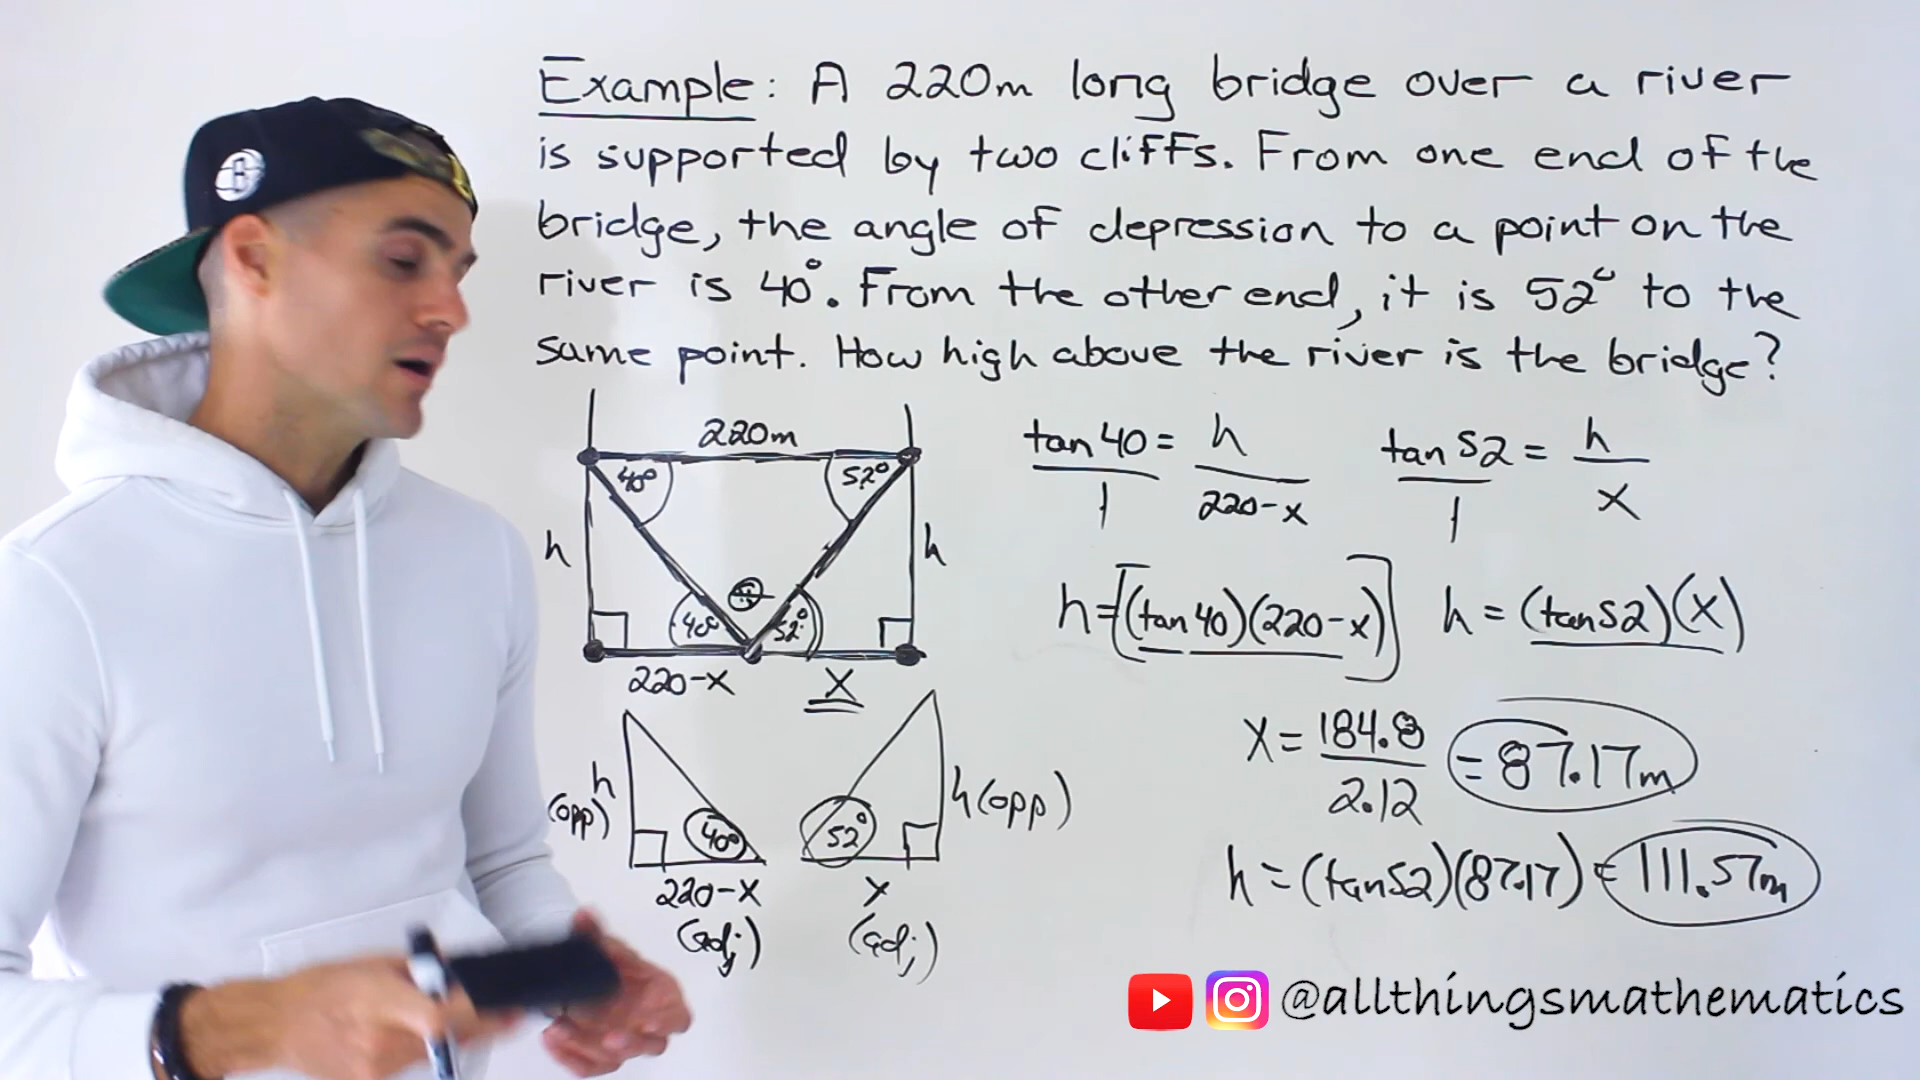 Example: A 220m long bridge over a river
is supported by two cliffs. From one end of the
bridge, the angle of depression to a point on the
river is 40°. From the other end, it is 52° to the
same point. How high above the river is the bridge?
220m
40° 52°
h h
40° 52°
220-x x
h (opp) 40°
220-x
(adj)
52° h (opp)
x
(adj)
tan 40 = h tan 52 = h
1 220-x 1 x
h = [(tan 40)(220-x)] h = (tan 52)(x)
x = 184.8 = 87.17m
2.12
h = (tan 52)(87.17) = 111.57m
B
@allthingsmathematics